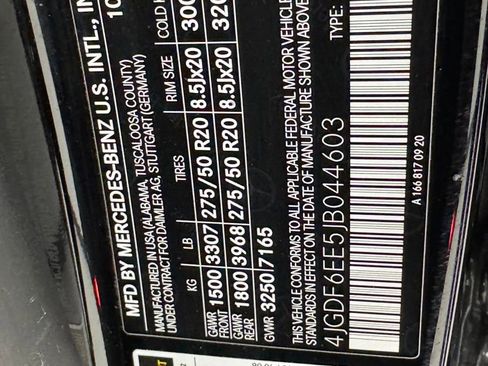 MFD BY MERCEDES-BENZ U.S. INTL., IN
MANUFACTURED IN USA (ALABAMA, TUSCALOOSA COUNTY)
UNDER CONTRACT FOR DAIMLER AG, STUTTGART (GERMANY)
10
KG LB TIRES RIM SIZE COLD
GAWR FRONT 1500 3307 275/50 R20 8.5Jx20 300
GAWR REAR 1800 3968 275/50 R20 8.5Jx20 320
GVWR 3250/7165
THIS VEHICLE CONFORMS TO ALL APPLICABLE FEDERAL MOTOR VEHICLE
IN EFFECT ON THE DATE OF MANUFACTURE SHOWN ABOVE
4JGDF6EE5JB044603
TYPE:
A 166 817 09 20